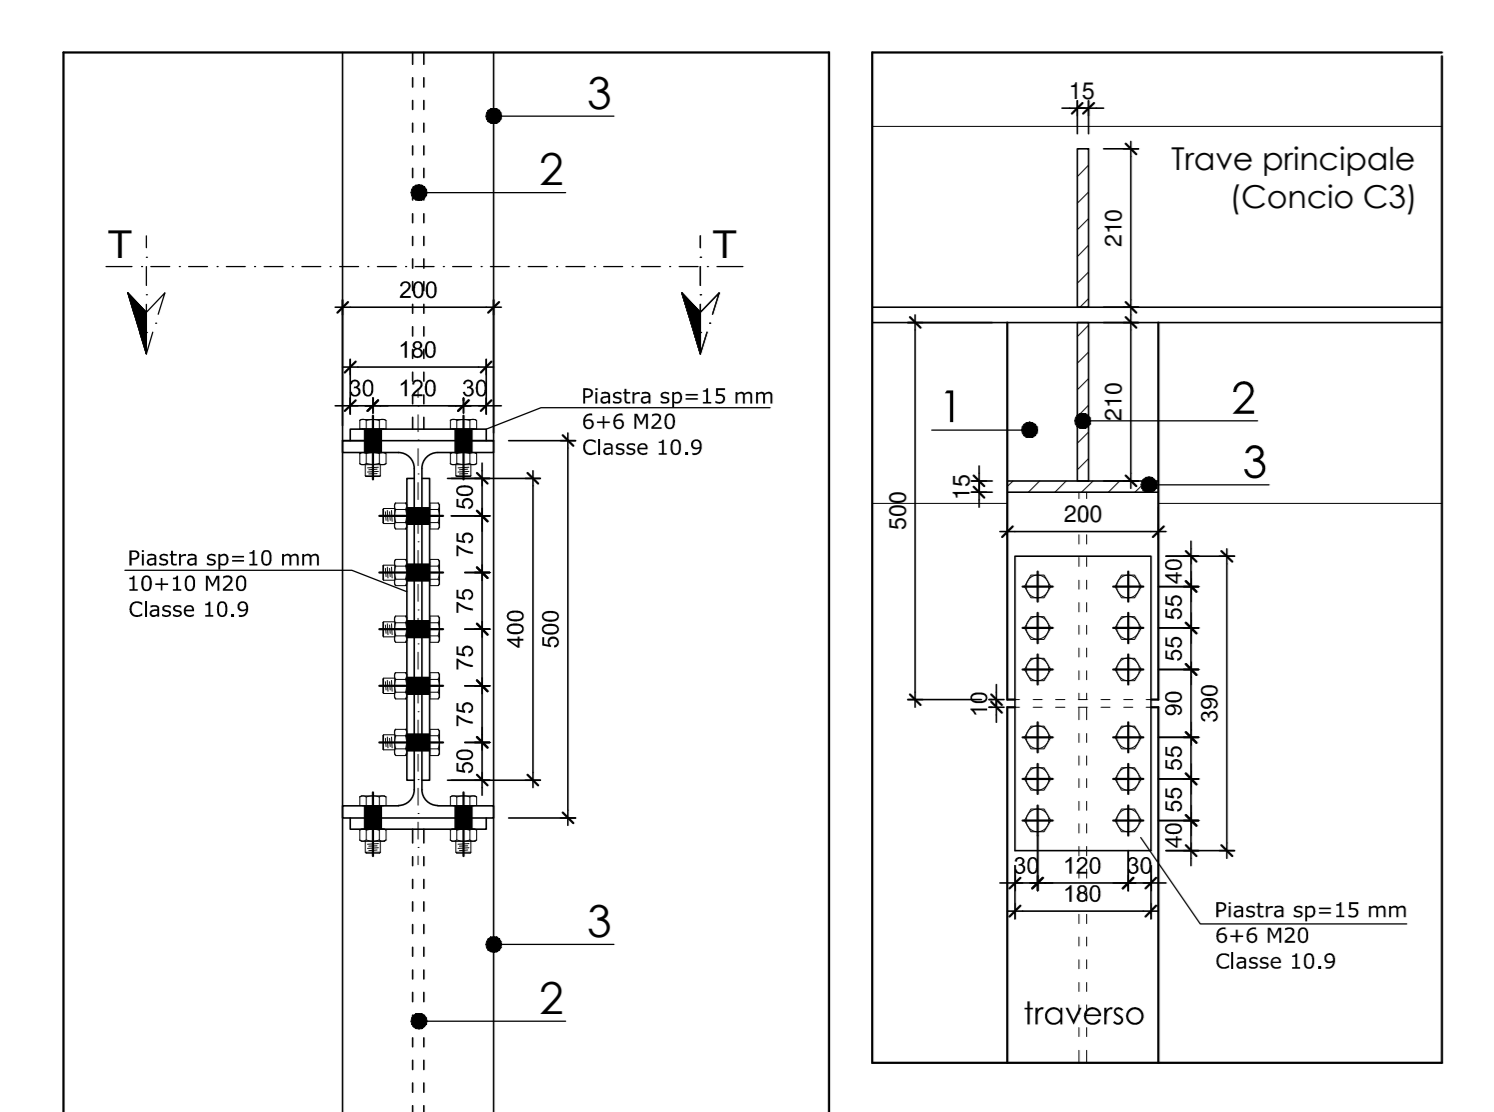 3
2
T T
200
180
30 120 30
Piastra sp=15 mm
6+6 M20
Classe 10.9
50
75
75
75
75
50
400
500
Piastra sp=10 mm
10+10 M20
Classe 10.9
3
2
15
Trave principale
(Concio C3)
210
210
1
2
3
15
500
200
40
55
55
90
55
55
40
390
10
30 120 30
180
Piastra sp=15 mm
6+6 M20
Classe 10.9
traverso